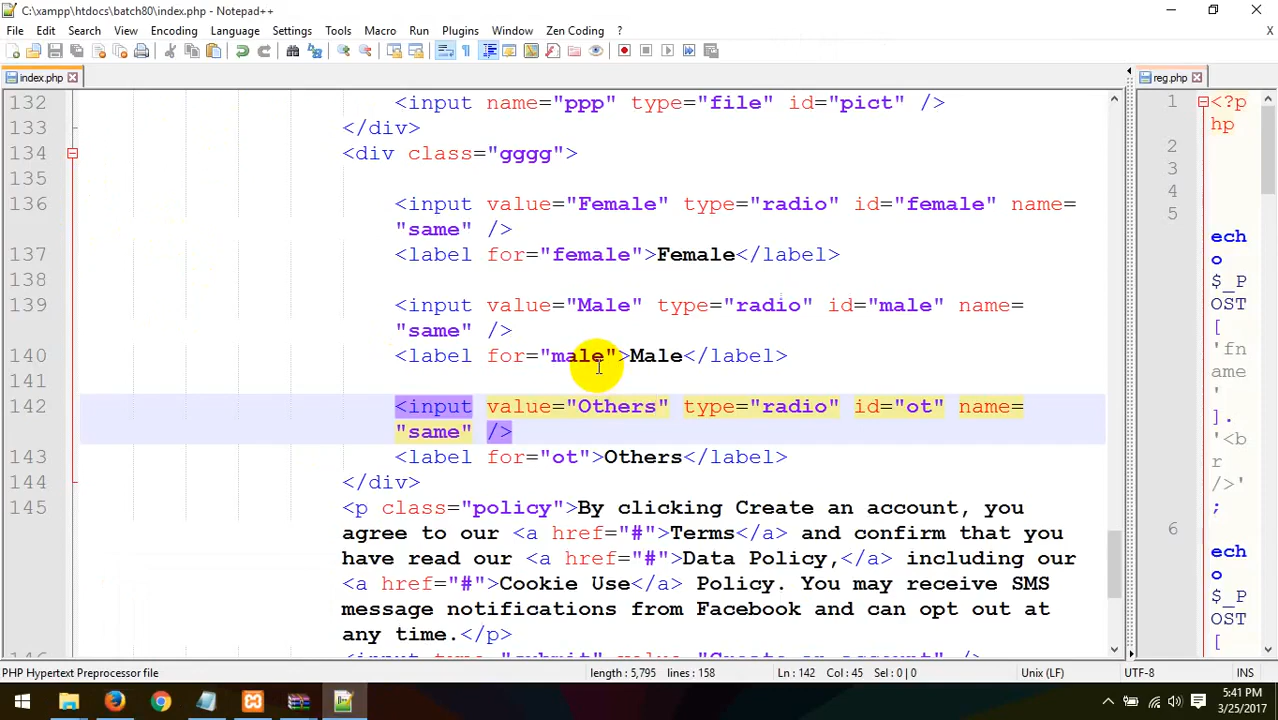 C:\xampp\htdocs\batch80\index.php - Notepad++
File Edit Search View Encoding Language Settings Tools Macro Run Plugins Window Zen Coding ?
X
index.php
reg.php
132 <input name="ppp" type="file" id="pict" />
133 </div>
134 <div class="gggg">
135
136 <input value="Female" type="radio" id="female" name=
"same" />
137 <label for="female">Female</label>
138
139 <input value="Male" type="radio" id="male" name=
"same" />
140 <label for="male">Male</label>
141
142 <input value="Others" type="radio" id="ot" name=
"same" />
143 <label for="ot">Others</label>
144 </div>
145 <p class="policy">By clicking Create an account, you
agree to our <a href="#">Terms</a> and confirm that you
have read our <a href="#">Data Policy,</a> including our
<a href="#">Cookie Use</a> Policy. You may receive SMS
message notifications from Facebook and can opt out at
any time.</p>
1 <?p
hp
2
3
4
5
ech
o
$_P
OST
[
'fn
ame
'
].
'<b
r
/>'
;
6
ech
o
$_P
OST
[
PHP Hypertext Preprocessor file length : 5,795 lines : 158 Ln : 142 Col : 45 Sel : 0 | 0 Unix (LF) UTF-8 INS
5:41 PM
3/25/2017